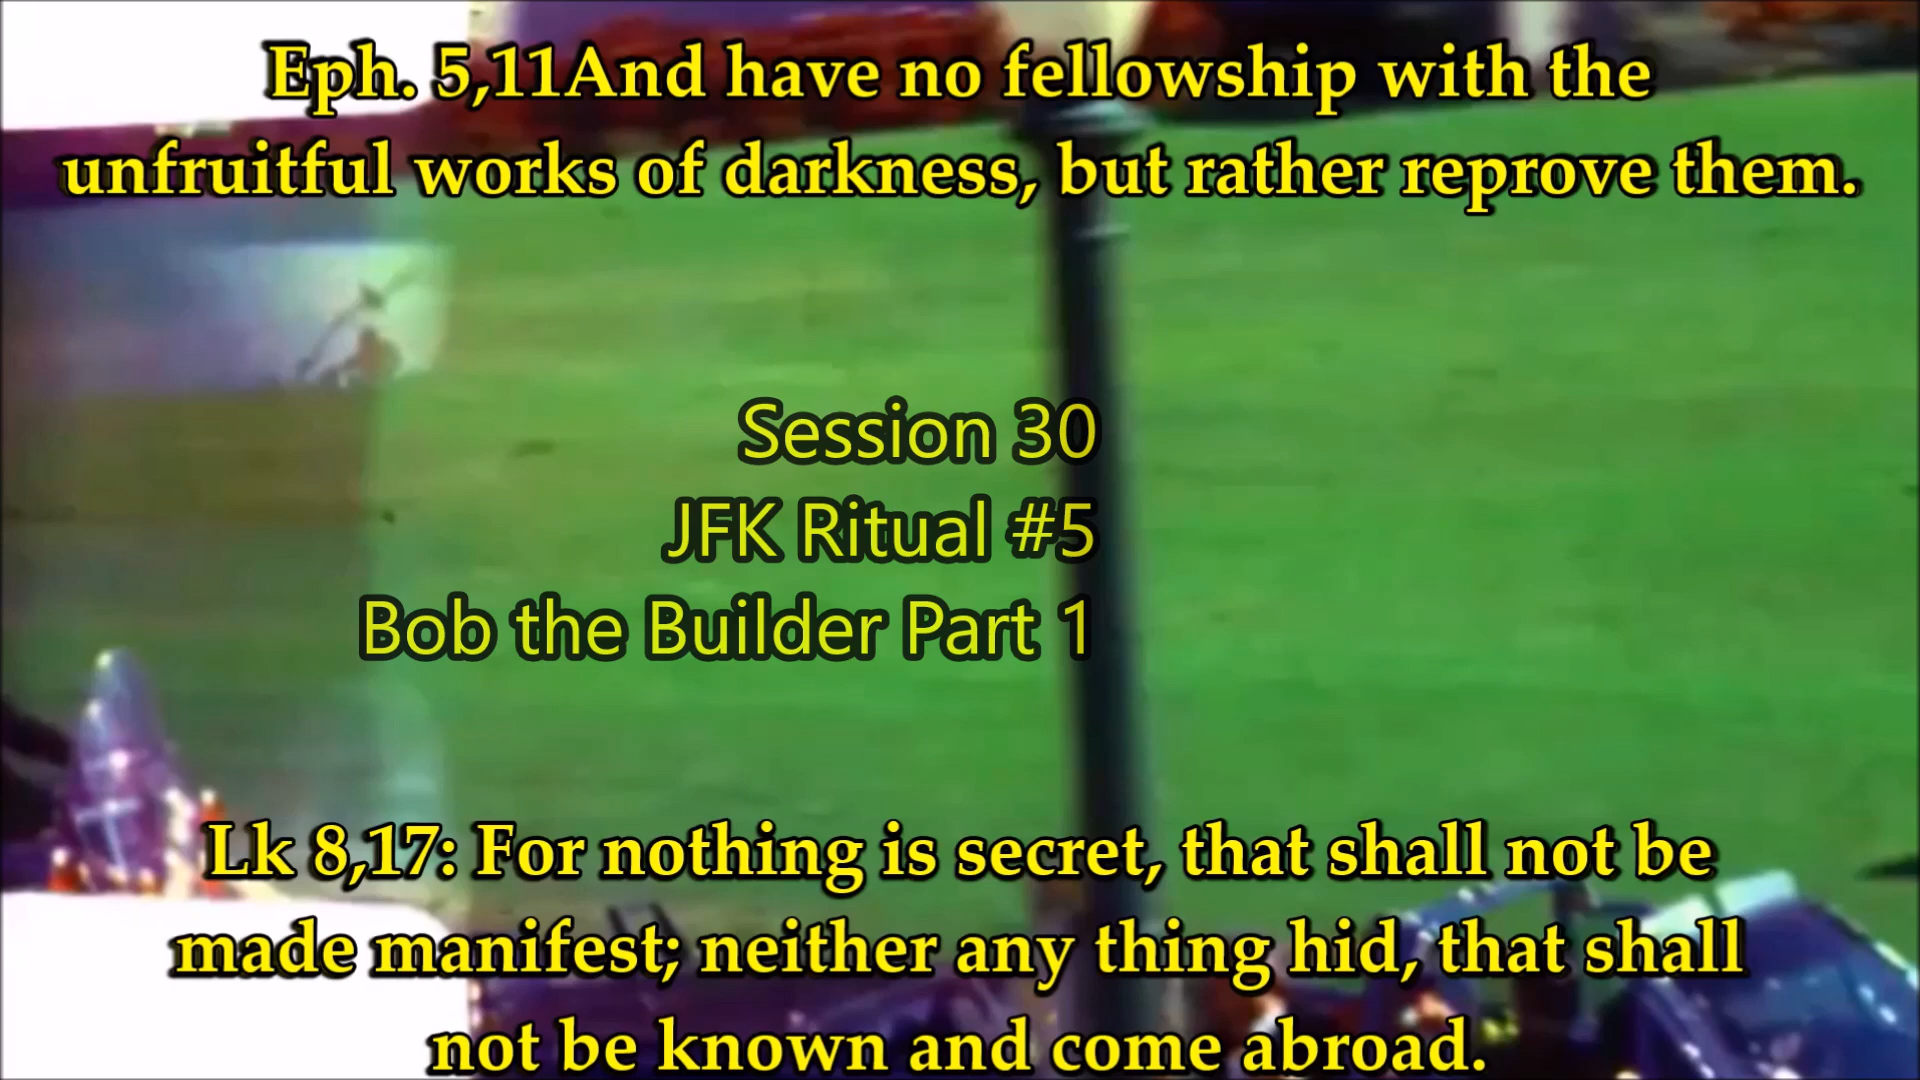 Eph. 5,11And have no fellowship with the
unfruitful works of darkness, but rather reprove them.
Session 30
JFK Ritual #5
Bob the Builder Part 1
Lk 8,17: For nothing is secret, that shall not be
made manifest; neither any thing hid, that shall
not be known and come abroad.